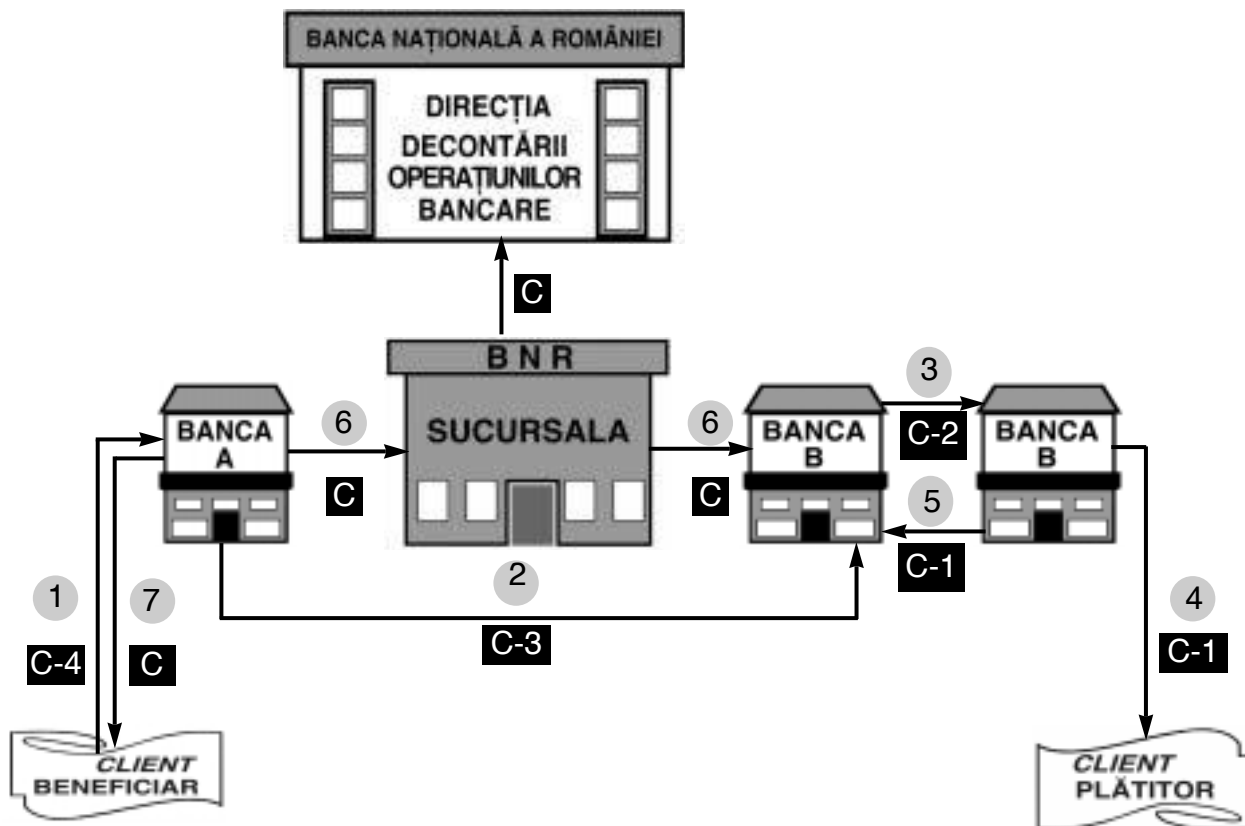 BANCA NAȚIONALĂ A ROMÂNIEI
DIRECȚIA
DECONTĂRII
OPERAȚIUNILOR
BANCARE
C
B N R
SUCURSALA
BANCA
A
6
C
6
C
BANCA
B
3
C-2
BANCA
B
5
C-1
2
C-3
1
C-4
7
C
4
C-1
CLIENT
BENEFICIAR
CLIENT
PLĂTITOR